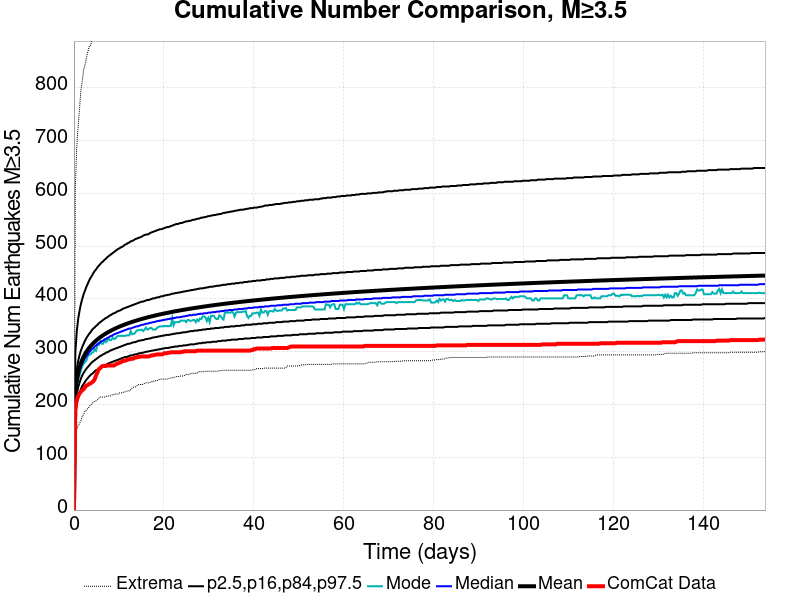 Cumulative Number Comparison, M≥3.5
Cumulative Num Earthquakes M≥3.5
800
700
600
500
400
300
200
100
0
0 20 40 60 80 100 120 140
Time (days)
Extrema p2.5,p16,p84,p97.5 Mode Median Mean ComCat Data